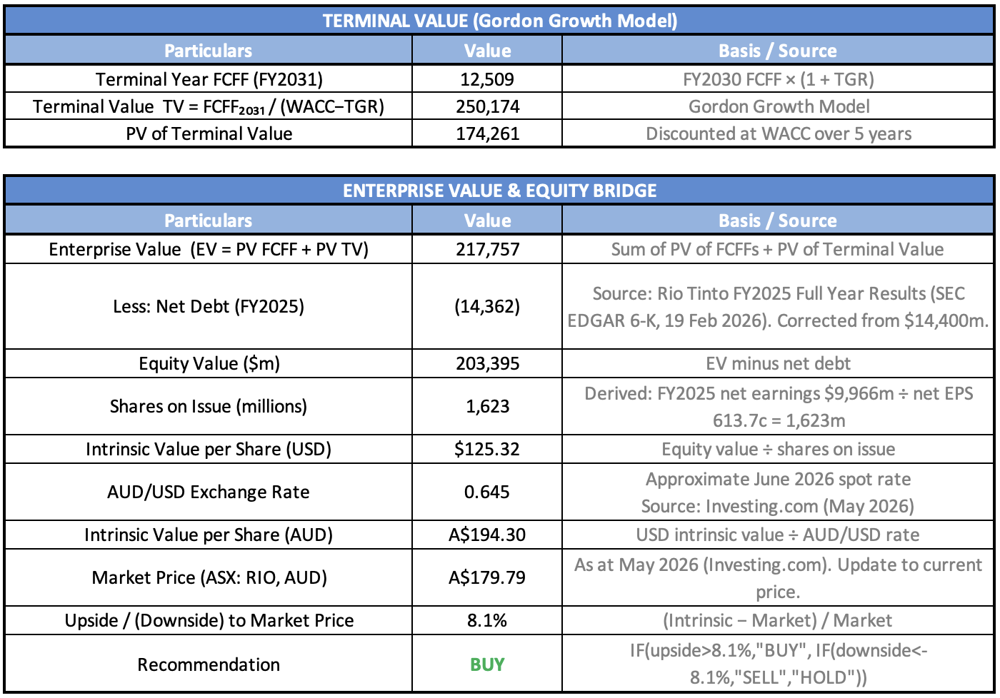 TERMINAL VALUE (Gordon Growth Model)
Particulars Value Basis / Source
Terminal Year FCFF (FY2031) 12,509 FY2030 FCFF × (1 + TGR)
Terminal Value TV = FCFF₂₀₃₁ / (WACC−TGR) 250,174 Gordon Growth Model
PV of Terminal Value 174,261 Discounted at WACC over 5 years
ENTERPRISE VALUE & EQUITY BRIDGE
Particulars Value Basis / Source
Enterprise Value (EV = PV FCFF + PV TV) 217,757 Sum of PV of FCFFs + PV of Terminal Value
Less: Net Debt (FY2025) (14,362) Source: Rio Tinto FY2025 Full Year Results (SEC
EDGAR 6-K, 19 Feb 2026). Corrected from $14,400m.
Equity Value ($m) 203,395 EV minus net debt
Shares on Issue (millions) 1,623 Derived: FY2025 net earnings $9,966m ÷ net EPS
613.7c = 1,623m
Intrinsic Value per Share (USD) $125.32 Equity value ÷ shares on issue
AUD/USD Exchange Rate 0.645 Approximate June 2026 spot rate
Source: Investing.com (May 2026)
Intrinsic Value per Share (AUD) A$194.30 USD intrinsic value ÷ AUD/USD rate
Market Price (ASX: RIO, AUD) A$179.79 As at May 2026 (Investing.com). Update to current
price.
Upside / (Downside) to Market Price 8.1% (Intrinsic − Market) / Market
Recommendation BUY IF(upside>8.1%,"BUY", IF(downside<-
8.1%,"SELL","HOLD"))